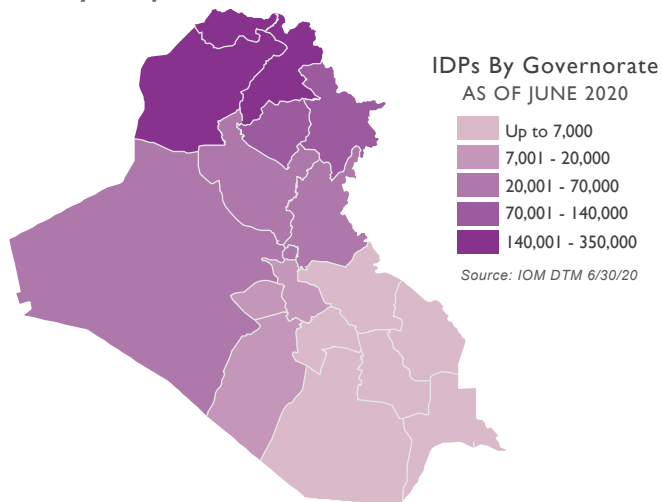 IDPs By Governorate
AS OF JUNE 2020
Up to 7,000
7,001 - 20,000
20,001 - 70,000
70,001 - 140,000
140,001 - 350,000
Source: IOM DTM 6/30/20